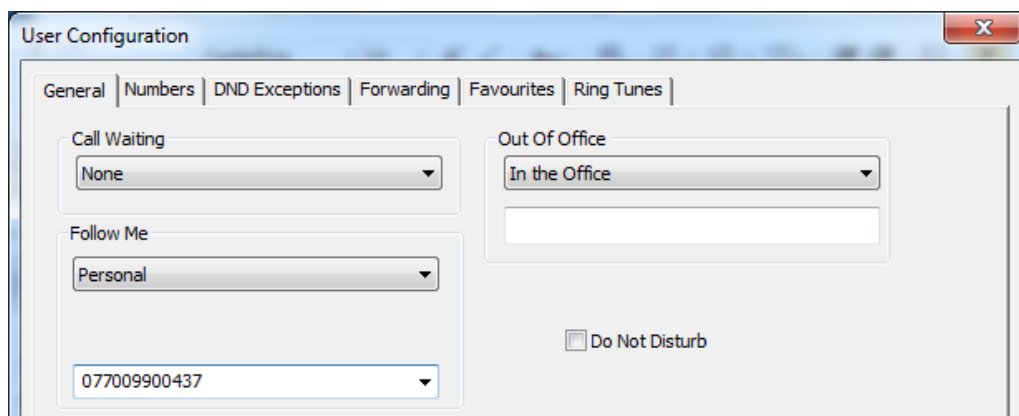 User Configuration
General Numbers DND Exceptions Forwarding Favourites Ring Tunes
Call Waiting
None
Out Of Office
In the Office
Follow Me
Personal
Do Not Disturb
077009900437